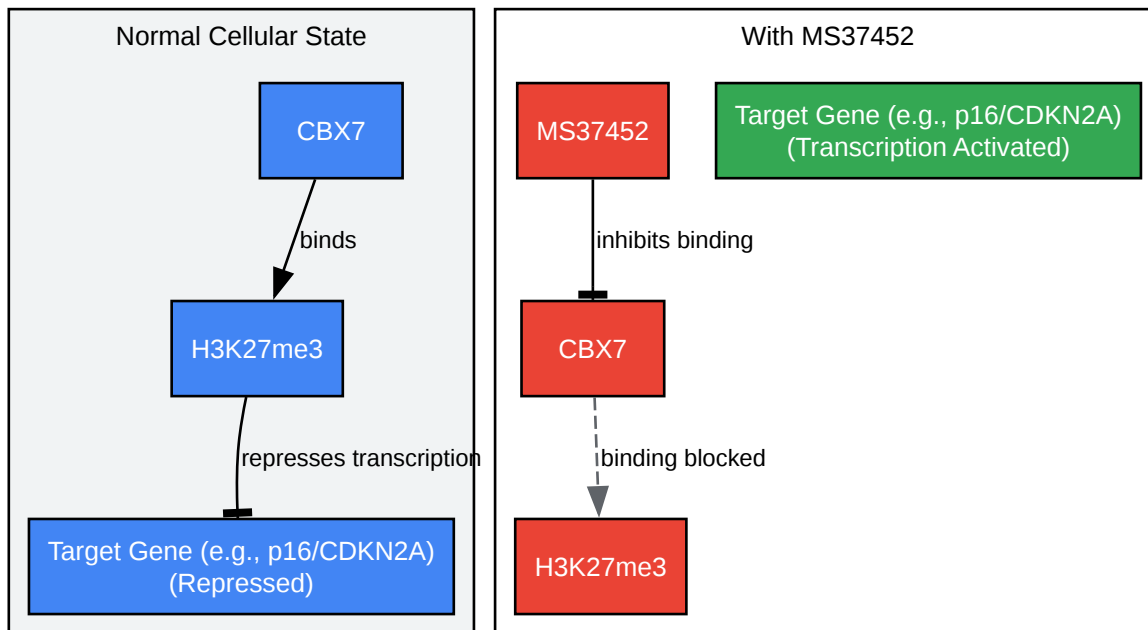 Normal Cellular State
CBX7
binds
H3K27me3
represses transcription
Target Gene (e.g., p16/CDKN2A)
(Repressed)
With MS37452
MS37452
Target Gene (e.g., p16/CDKN2A)
(Transcription Activated)
inhibits binding
CBX7
binding blocked
H3K27me3